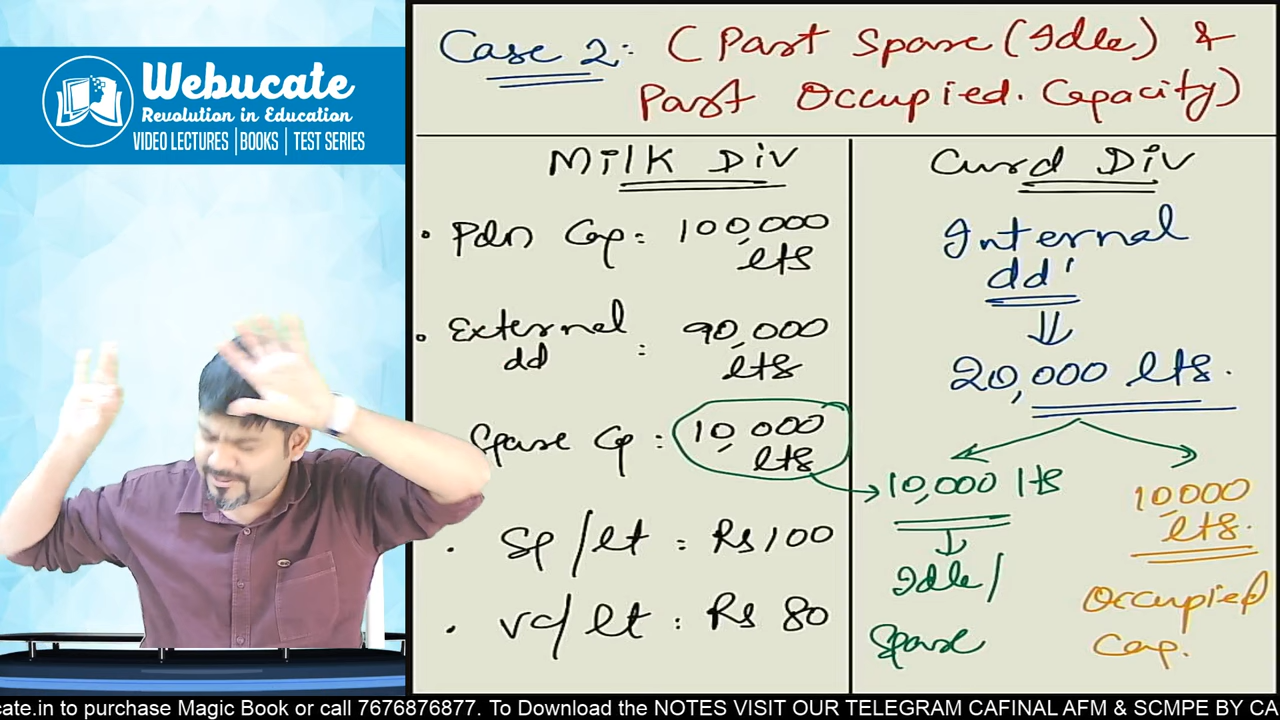 Webucate
Revolution in Education
VIDEO LECTURES | BOOKS | TEST SERIES
Case 2: (Part Spare (Idle) &
Part Occupied. Capacity)
Milk Div
• Pdn Cap = 100,000
lts
• External
dd : 90,000
lts
Spare Cp : 10,000
lts
• Sp/lt : Rs 100
• Vc/lt : Rs 80
Curd Div
Internal
dd'
20,000 lts.
10,000 lts
Idle/
Spare
10,000
lts.
Occupied
Cap.
cate.in to purchase Magic Book or call 7676876877. To Download the NOTES VISIT OUR TELEGRAM CAFINAL AFM & SCMPE BY CA